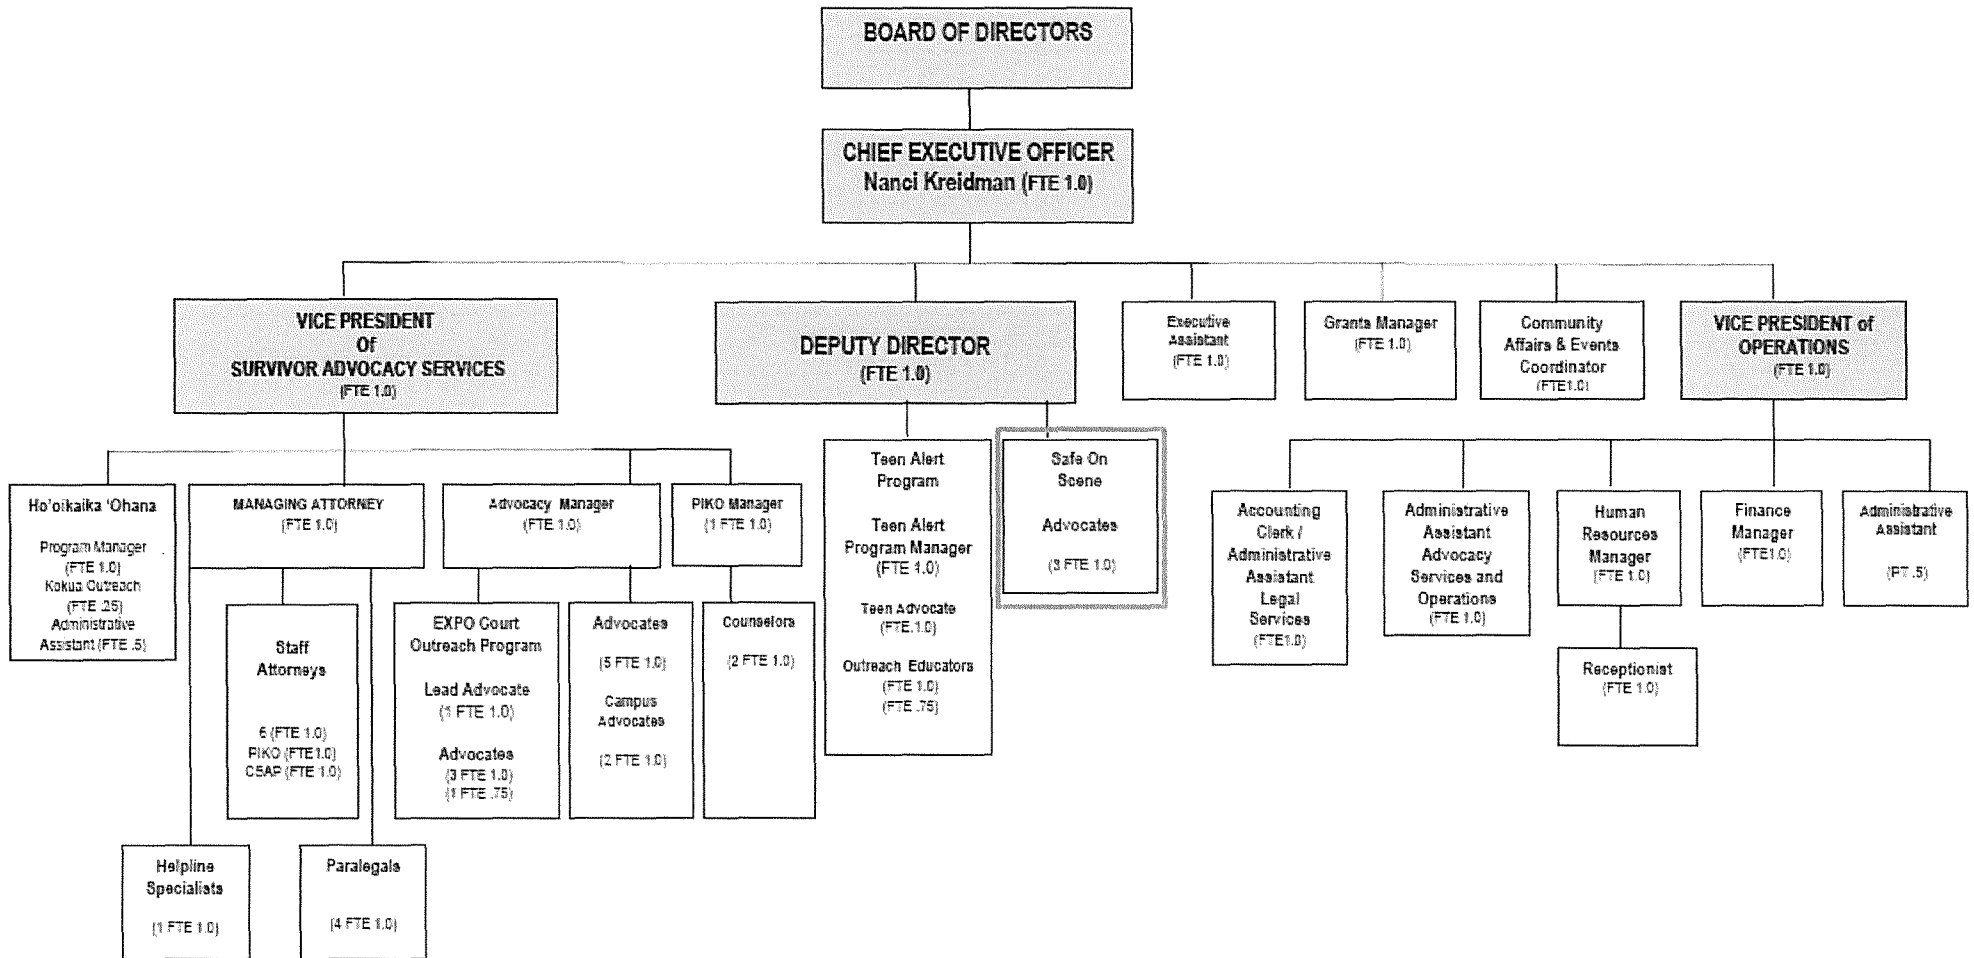 BOARD OF DIRECTORS
CHIEF EXECUTIVE OFFICER
Nanci Kreidman (FTE 1.0)
VICE PRESIDENT
Of
SURVIVOR ADVOCACY SERVICES
(FTE 1.0)
DEPUTY DIRECTOR
(FTE 1.0)
Executive
Assistant
(FTE 1.0)
Grants Manager
(FTE 1.0)
Community
Affairs & Events
Coordinator
(FTE1.0)
VICE PRESIDENT of
OPERATIONS
(FTE 1.0)
Ho'oikaika 'Ohana
Program Manager
(FTE 1.0)
Kokua Outreach
(FTE .25)
Administrative
Assistant (FTE .5)
MANAGING ATTORNEY
(FTE 1.0)
Advocacy Manager
(FTE 1.0)
PIKO Manager
(1 FTE 1.0)
Teen Alert
Program
Teen Alert
Program Manager
(FTE 1.0)
Teen Advocate
(FTE.1.0)
Outreach Educators
(FTE 1.0)
(FTE .75)
Safe On
Scene
Advocates
(3 FTE 1.0)
Accounting
Clerk /
Administrative
Assistant
Legal
Services
(FTE1.0)
Administrative
Assistant
Advocacy
Services and
Operations
(FTE 1.0)
Human
Resources
Manager
(FTE 1.0)
Finance
Manager
(FTE1.0)
Administrative
Assistant
(PT .5)
Staff
Attorneys
6 (FTE 1.0)
PIKO (FTE1.0)
CSAP (FTE 1.0)
EXPO Court
Outreach Program
Lead Advocate
(1 FTE 1.0)
Advocates
(3 FTE 1.0)
(1 FTE .75)
Advocates
(5 FTE 1.0)
Campus
Advocates
(2 FTE 1.0)
Counselors
(2 FTE 1.0)
Receptionist
(FTE 1.0)
Helpline
Specialists
(1 FTE 1.0)
Paralegals
(4 FTE 1.0)